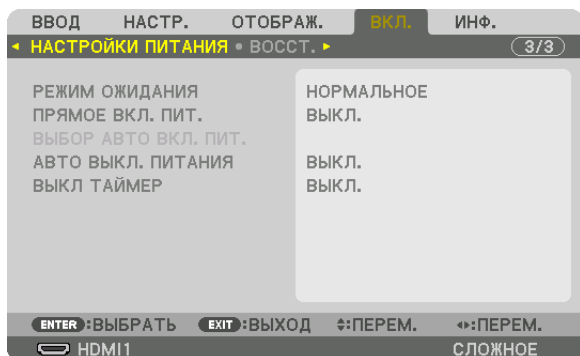 ВВОД НАСТР. ОТОБРАЖ. ВКЛ. ИНФ.
НАСТРОЙКИ ПИТАНИЯ • ВОССТ. 3/3
РЕЖИМ ОЖИДАНИЯ НОРМАЛЬНОЕ
ПРЯМОЕ ВКЛ. ПИТ. ВЫКЛ.
ВЫБОР АВТО ВКЛ. ПИТ.
АВТО ВЫКЛ. ПИТАНИЯ ВЫКЛ.
ВЫКЛ ТАЙМЕР ВЫКЛ.
ENTER :ВЫБРАТЬ EXIT :ВЫХОД :ПЕРЕМ. :ПЕРЕМ.
HDMI1 СЛОЖНОЕ